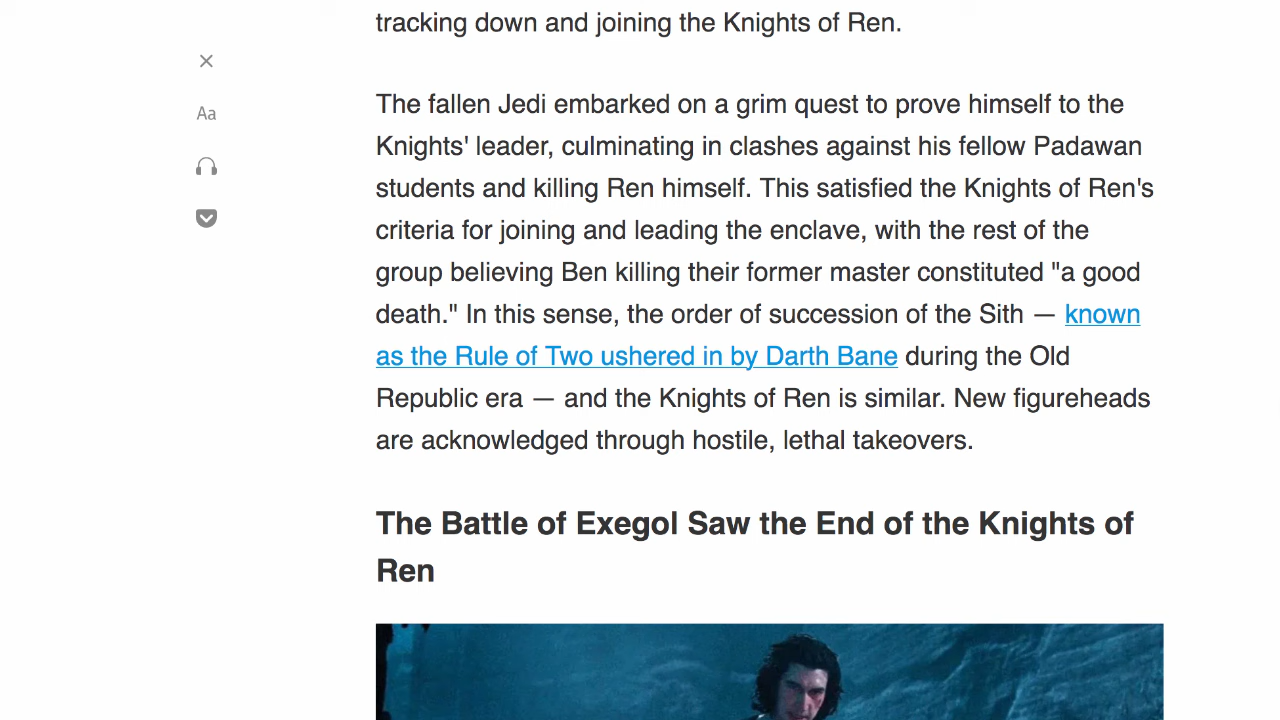 tracking down and joining the Knights of Ren.
Aa
The fallen Jedi embarked on a grim quest to prove himself to the
Knights' leader, culminating in clashes against his fellow Padawan
students and killing Ren himself. This satisfied the Knights of Ren's
criteria for joining and leading the enclave, with the rest of the
group believing Ben killing their former master constituted "a good
death." In this sense, the order of succession of the Sith — known
as the Rule of Two ushered in by Darth Bane during the Old
Republic era — and the Knights of Ren is similar. New figureheads
are acknowledged through hostile, lethal takeovers.
The Battle of Exegol Saw the End of the Knights of
Ren